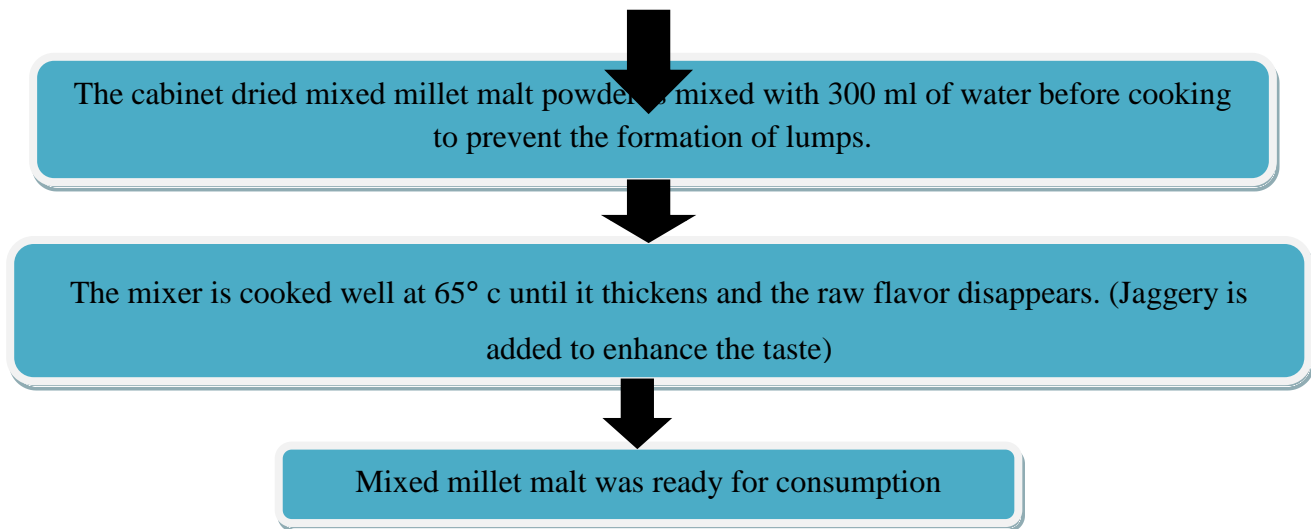 The cabinet dried mixed millet malt powder is mixed with 300 ml of water before cooking
to prevent the formation of lumps.
The mixer is cooked well at 65° c until it thickens and the raw flavor disappears. (Jaggery is
added to enhance the taste)
Mixed millet malt was ready for consumption